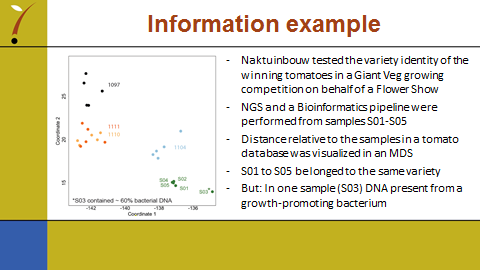 Information example
- Naktuinbouw tested the variety identity of the
winning tomatoes in a Giant Veg growing
competition on behalf of a Flower Show
- NGS and a Bioinformatics pipeline were
performed from samples S01-S05
- Distance relative to the samples in a tomato
database was visualized in an MDS
- S01 to S05 belonged to the same variety
- But: In one sample (S03) DNA present from a
growth-promoting bacterium
Coordinate 2
25
20
15
1097
1111
1110
1104
S04 S02
S05 S01 S03
*S03 contained ~ 60% bacterial DNA
-142 -140 -138 -136
Coordinate 1